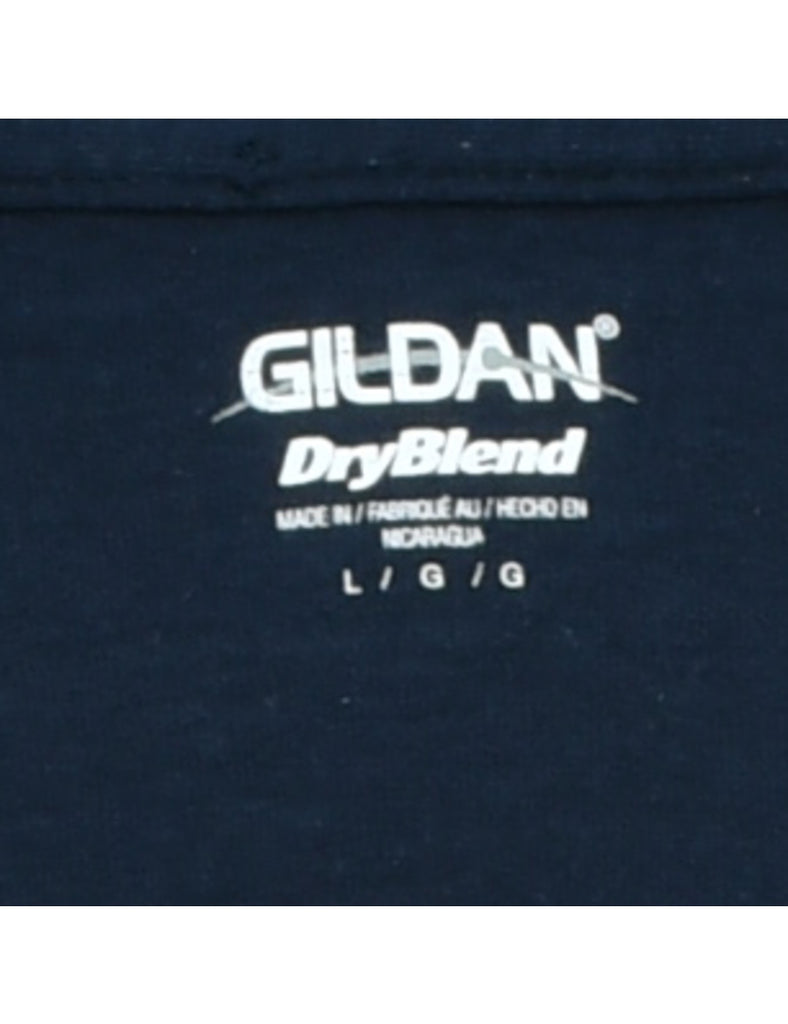 GILDAN®
DryBlend
MADE IN / FABRIQUÉ AU / HECHO EN
NICARAGUA
L / G / G